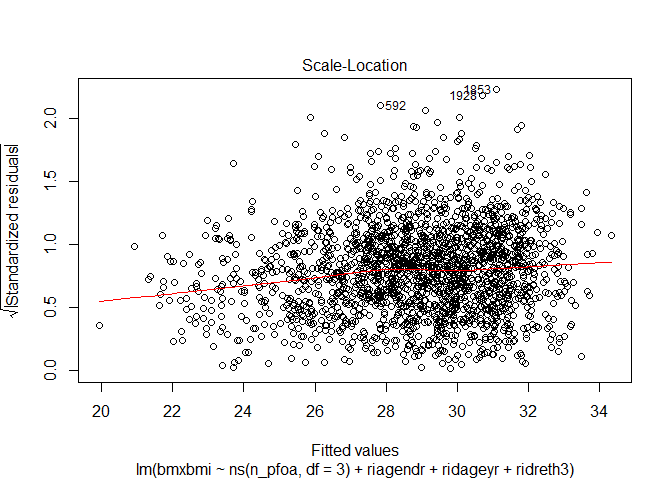 Scale-Location
√|Standardized residuals|
2.0
1.5
1.0
0.5
0.0
1853
1928
592
20 22 24 26 28 30 32 34
Fitted values
lm(bmxbmi ~ ns(n_pfoa, df = 3) + riagendr + ridageyr + ridreth3)